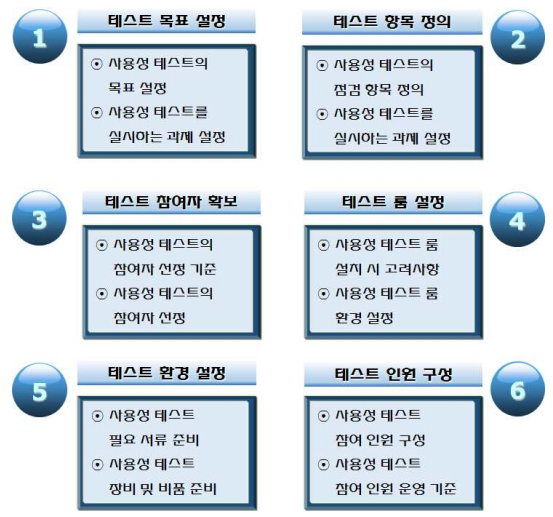 1
테스트 목표 설정
⊙ 사용성 테스트의
목표 설정
⊙ 사용성 테스트를
실시하는 과제 설정
테스트 항목 정의
2
⊙ 사용성 테스트의
점검 항목 정의
⊙ 사용성 테스트를
실시하는 과제 설정
3
테스트 참여자 확보
⊙ 사용성 테스트의
참여자 선정 기준
⊙ 사용성 테스트의
참여자 선정
테스트 룸 설정
4
⊙ 사용성 테스트 룸
설치 시 고려사항
⊙ 사용성 테스트 룸
환경 설정
5
테스트 환경 설정
⊙ 사용성 테스트
필요 서류 준비
⊙ 사용성 테스트
장비 및 비품 준비
테스트 인원 구성
6
⊙ 사용성 테스트
참여 인원 구성
⊙ 사용성 테스트
참여 인원 운영 기준